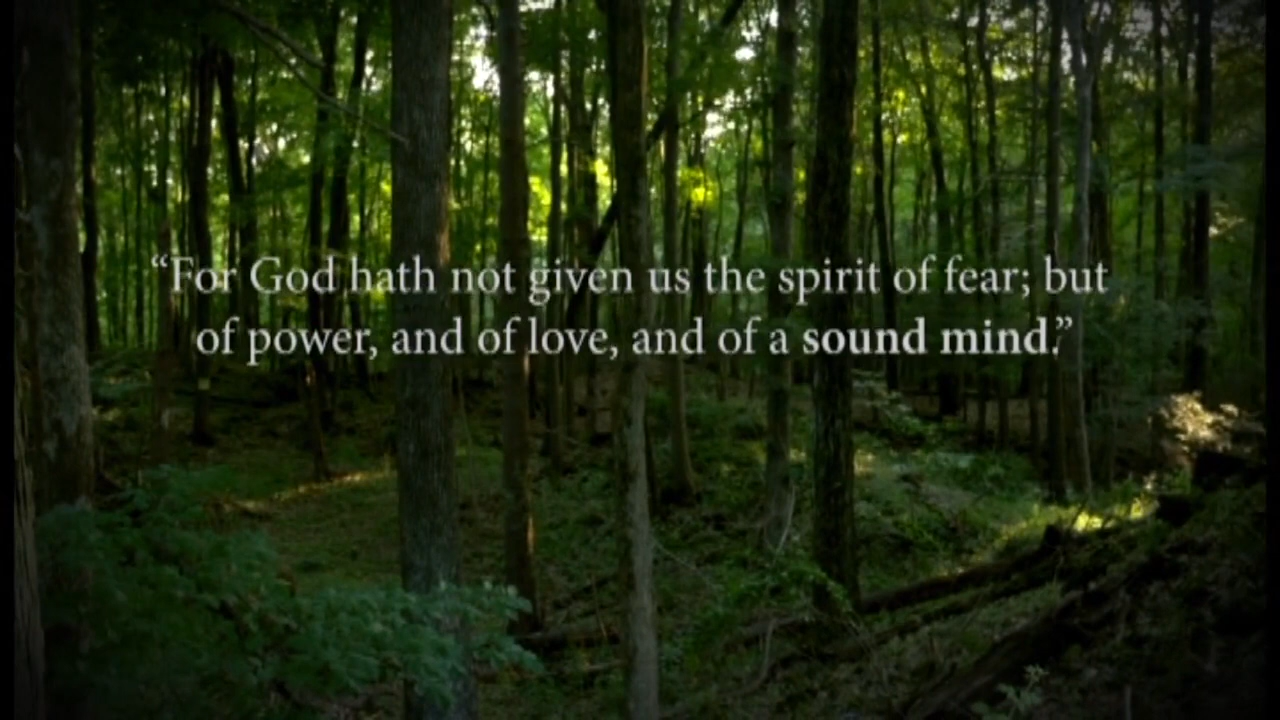 “For God hath not given us the spirit of fear; but
of power, and of love, and of a sound mind.”